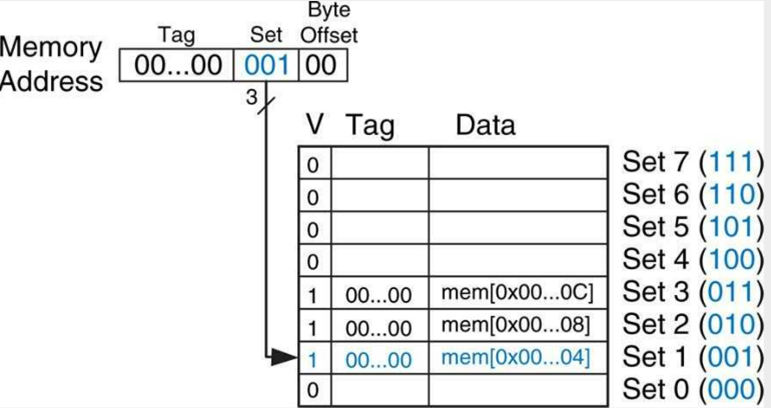 Byte
Tag Set Offset
Memory
Address
00...00 001 00
3
V Tag Data
0 Set 7 (111)
0 Set 6 (110)
0 Set 5 (101)
0 Set 4 (100)
1 00...00 mem[0x00...0C] Set 3 (011)
1 00...00 mem[0x00...08] Set 2 (010)
1 00...00 mem[0x00...04] Set 1 (001)
0 Set 0 (000)